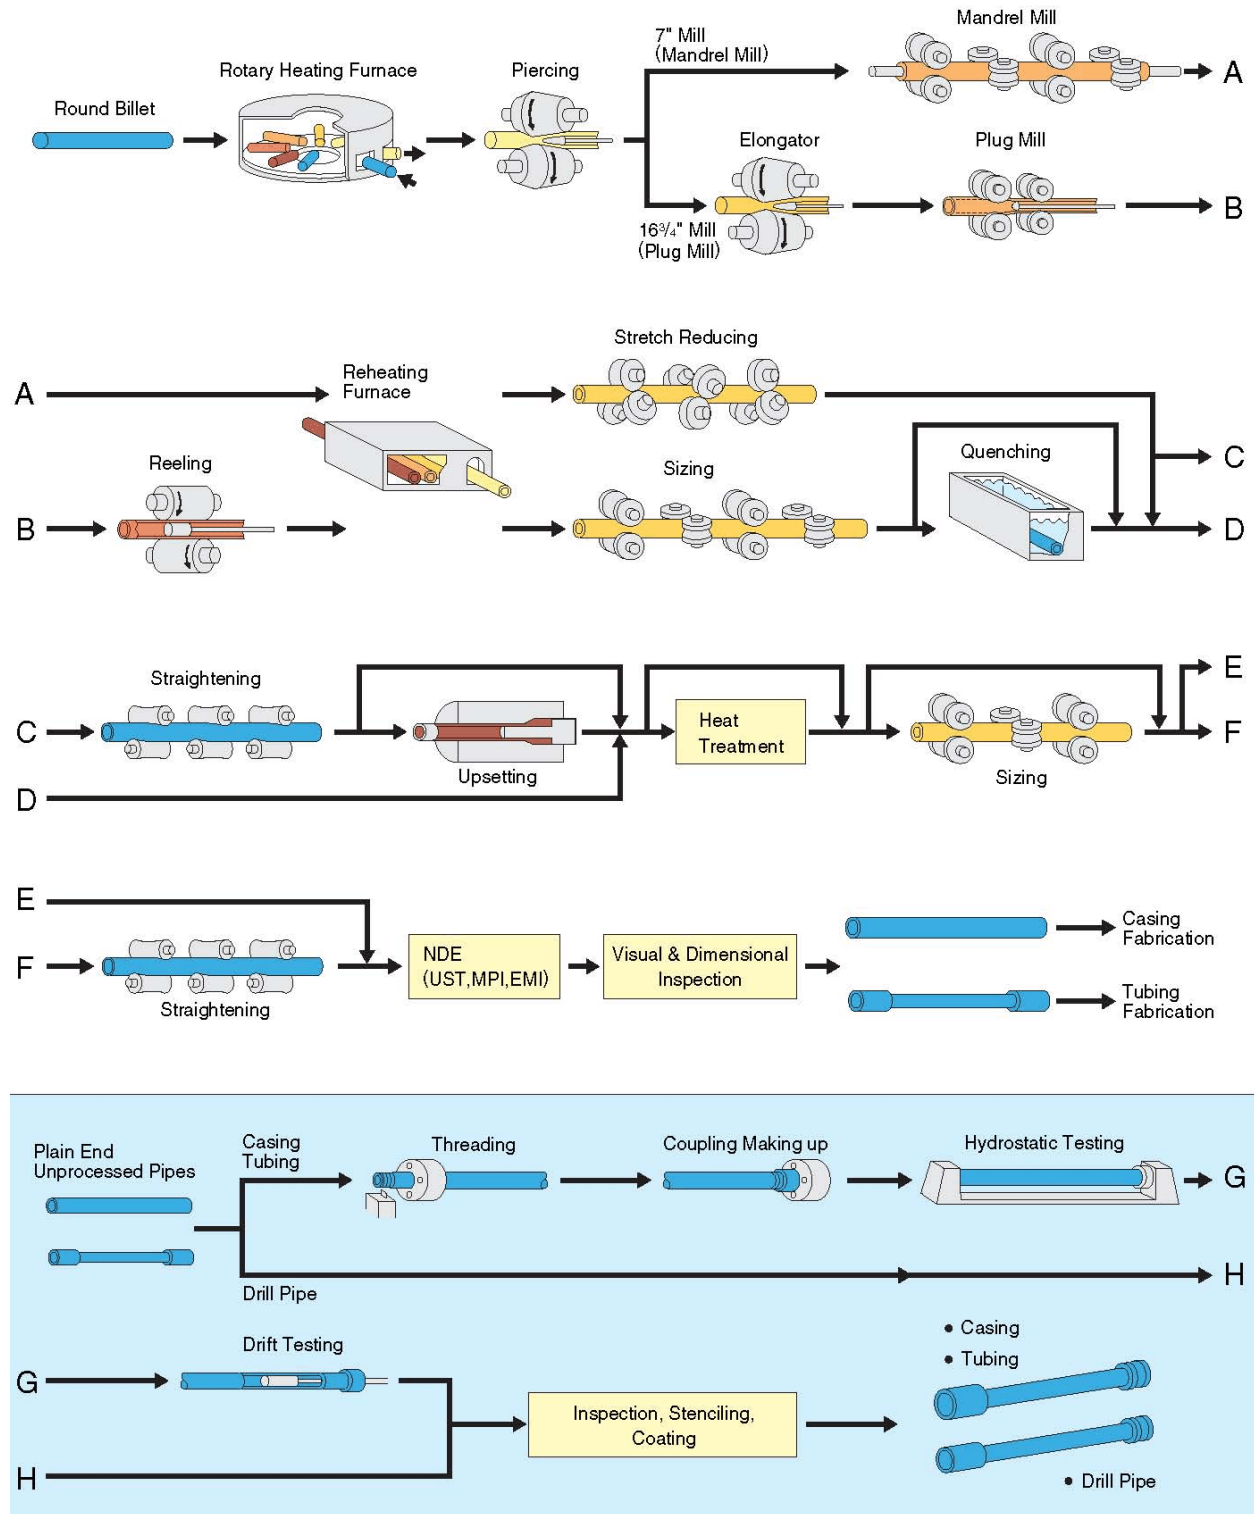 Mandrel Mill
7" Mill
(Mandrel Mill)
A
Rotary Heating Furnace
Piercing
Round Billet
Elongator
Plug Mill
B
16³/₄" Mill
(Plug Mill)
Stretch Reducing
A
Reheating
Furnace
Reeling
Sizing
Quenching
C
B
D
Straightening
E
C
Heat
Treatment
F
Upsetting
Sizing
D
E
Casing
Fabrication
F
NDE
(UST,MPI,EMI)
Visual & Dimensional
Inspection
Straightening
Tubing
Fabrication
Plain End
Unprocessed Pipes
Casing
Tubing
Threading
Coupling Making up
Hydrostatic Testing
G
H
Drill Pipe
Drift Testing
• Casing
• Tubing
G
Inspection, Stenciling,
Coating
H
• Drill Pipe